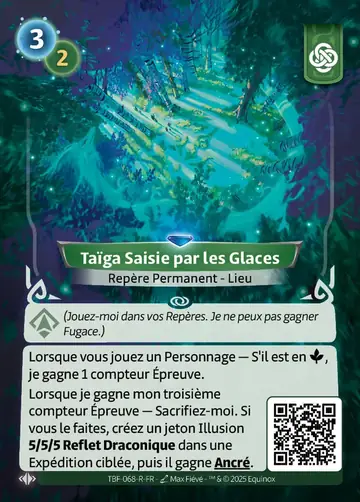 3
2
Taïga Saisie par les Glaces
Repère Permanent - Lieu
(Jouez-moi dans vos Repères. Je ne peux pas gagner
Fugace.)
Lorsque vous jouez un Personnage — S'il est en ,
je gagne 1 compteur Épreuve.
Lorsque je gagne mon troisième
compteur Épreuve — Sacrifiez-moi. Si
vous le faites, créez un jeton Illusion
5/5/5 Reflet Draconique dans une
Expédition ciblée, puis il gagne Ancré.
TBF-068-R-FR - Max Fiévé - ™ & © 2025 Equinox